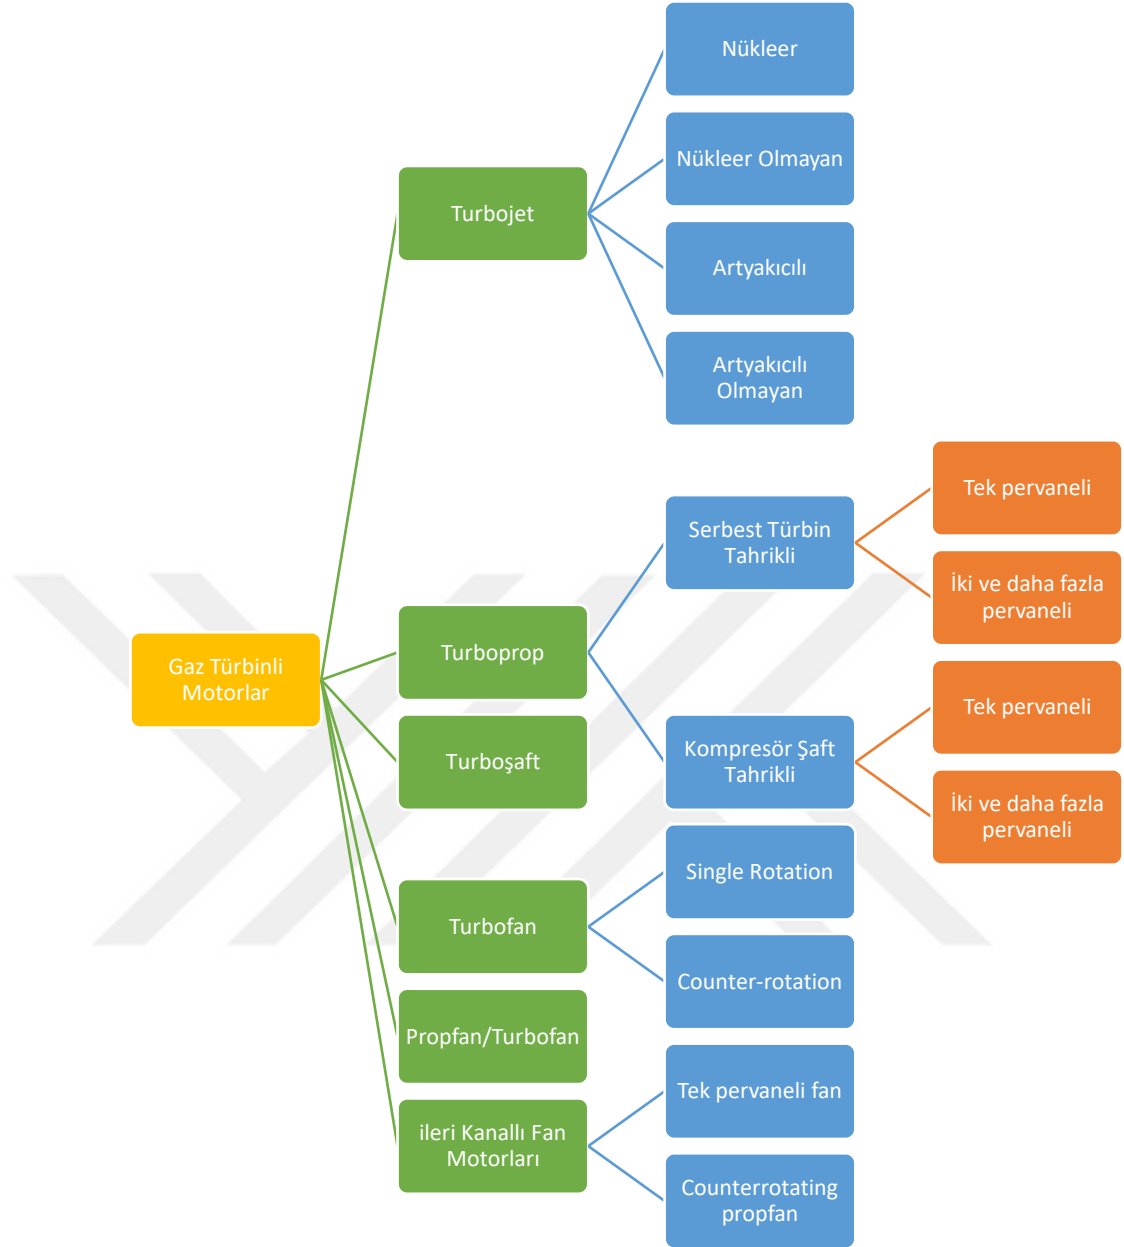 Gaz Türbinli
Motorlar
Turbojet
Nükleer
Nükleer Olmayan
Artyakıcılı
Artyakıcılı
Olmayan
Turboprop
Serbest Türbin
Tahrikli
Tek pervaneli
İki ve daha fazla
pervaneli
Kompresör Şaft
Tahrikli
Tek pervaneli
İki ve daha fazla
pervaneli
Turboşaft
Turbofan
Single Rotation
Counter-rotation
Propfan/Turbofan
ileri Kanallı Fan
Motorları
Tek pervaneli fan
Counterrotating
propfan